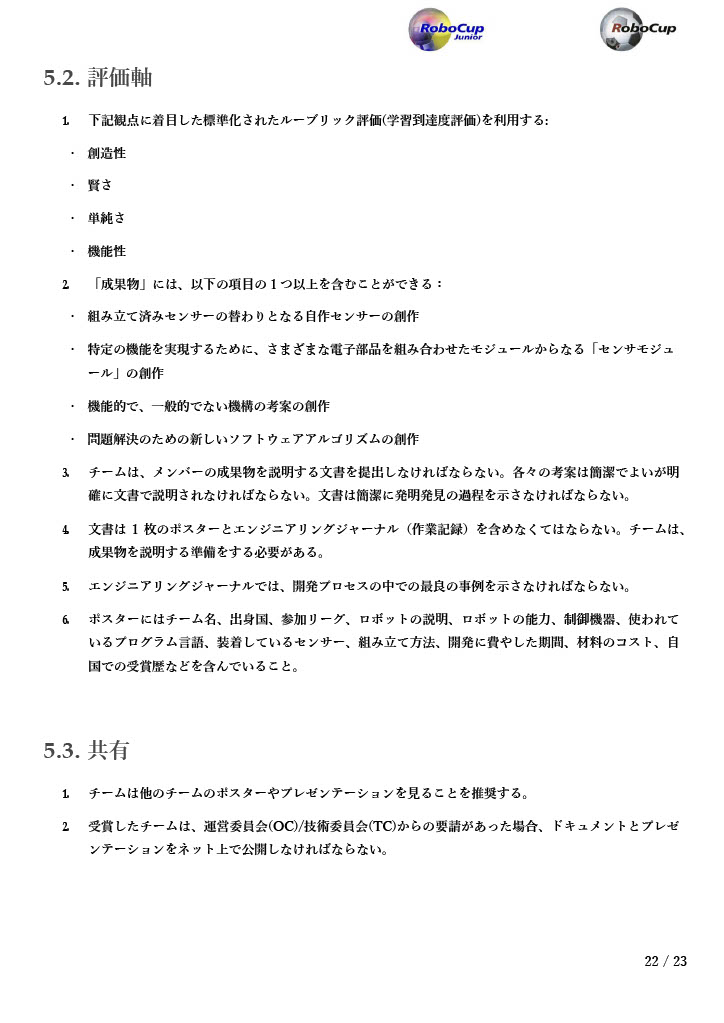 RoboCup
Junior
RoboCup
5.2. 評価軸
1. 下記観点に着目した標準化されたルーブリック評価(学習到達度評価)を利用する:
· 創造性
· 賢さ
· 単純さ
· 機能性
2. 「成果物」には、以下の項目の１つ以上を含むことができる：
· 組み立て済みセンサーの替わりとなる自作センサーの創作
· 特定の機能を実現するために、さまざまな電子部品を組み合わせたモジュールからなる「センサモジュ
ール」の創作
· 機能的で、一般的でない機構の考案の創作
· 問題解決のための新しいソフトウェアアルゴリズムの創作
3. チームは、メンバーの成果物を説明する文書を提出しなければならない。各々の考案は簡潔でよいが明
確に文書で説明されなければならない。文書は簡潔に発明発見の過程を示さなければならない。
4. 文書は 1 枚のポスターとエンジニアリングジャーナル（作業記録）を含めなくてはならない。チームは、
成果物を説明する準備をする必要がある。
5. エンジニアリングジャーナルでは、開発プロセスの中での最良の事例を示さなければならない。
6. ポスターにはチーム名、出身国、参加リーグ、ロボットの説明、ロボットの能力、制御機器、使われて
いるプログラム言語、装着しているセンサー、組み立て方法、開発に費やした期間、材料のコスト、自
国での受賞歴などを含んでいること。
5.3. 共有
1. チームは他のチームのポスターやプレゼンテーションを見ることを推奨する。
2. 受賞したチームは、運営委員会(OC)/技術委員会(TC)からの要請があった場合、ドキュメントとプレゼ
ンテーションをネット上で公開しなければならない。
22 / 23